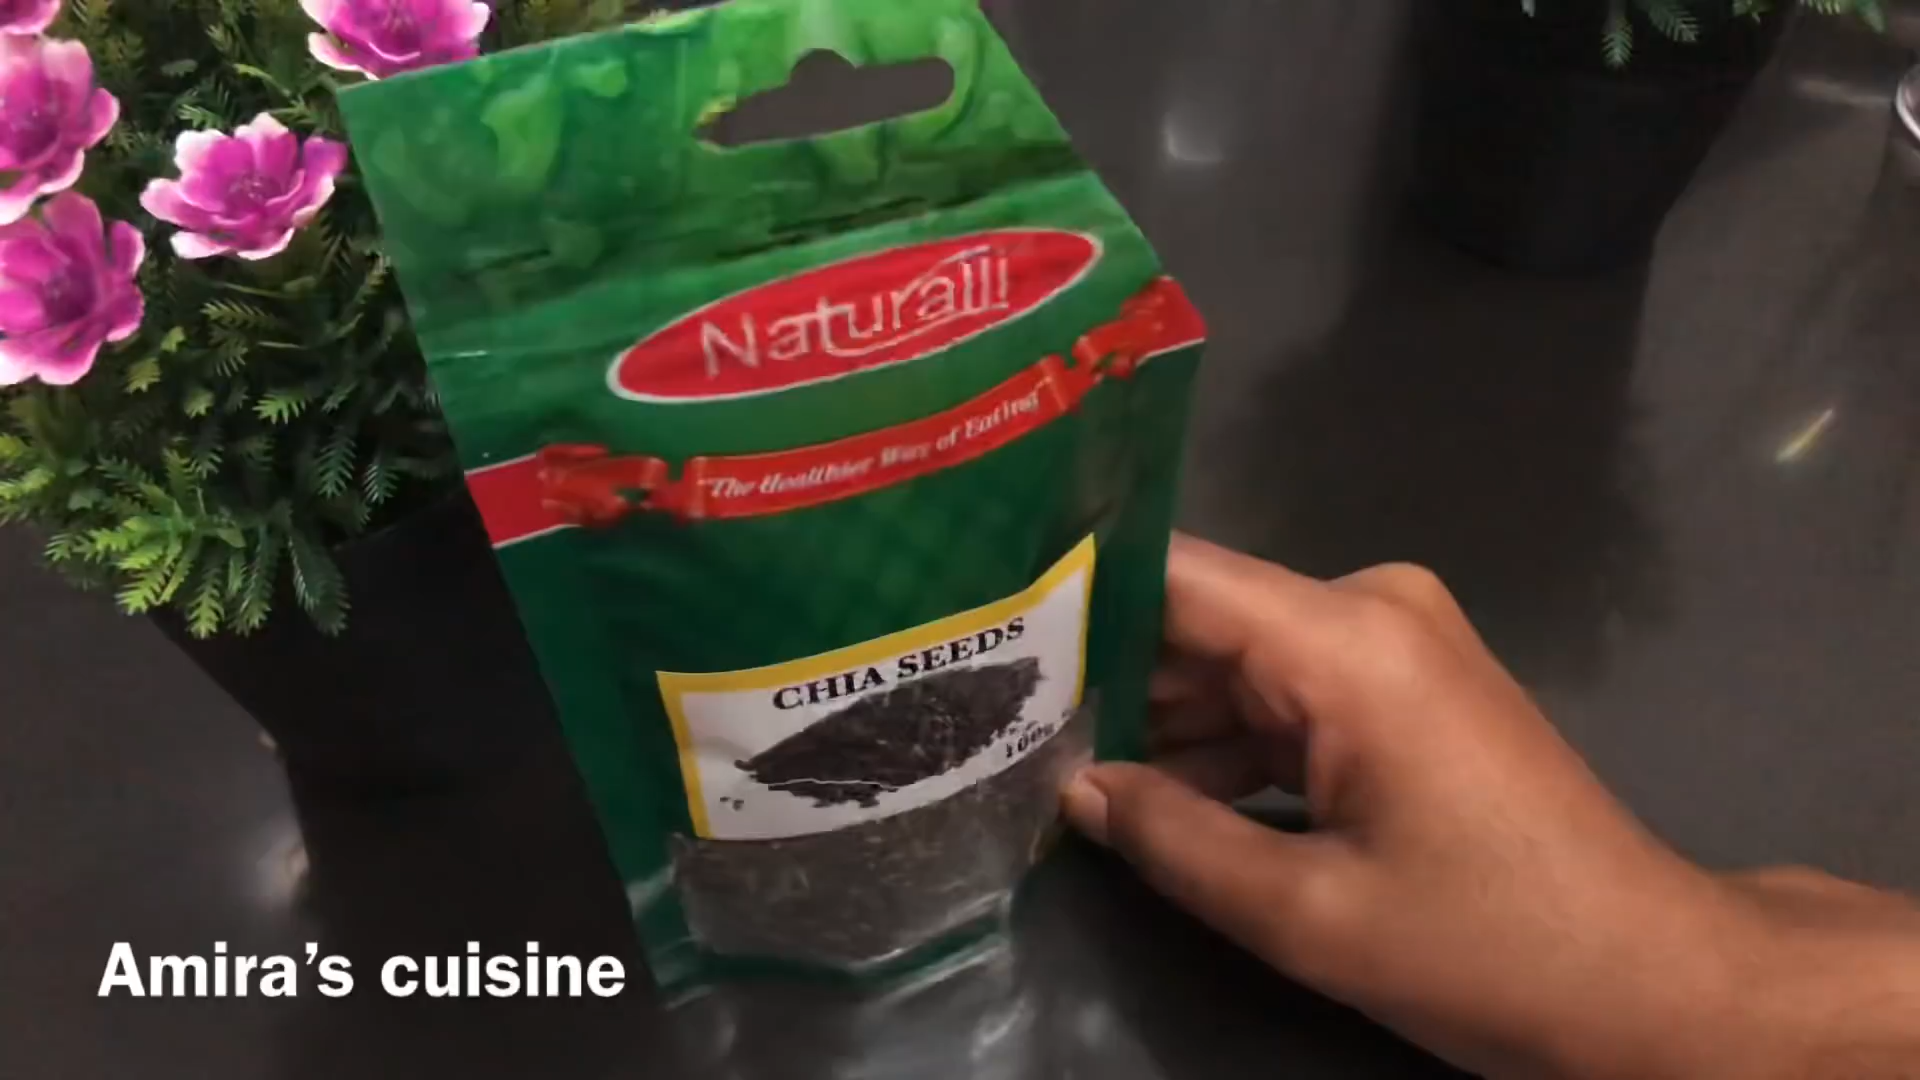 Naturalli
"The Healthier Way of Eating"
CHIA SEEDS
100g
Amira's cuisine